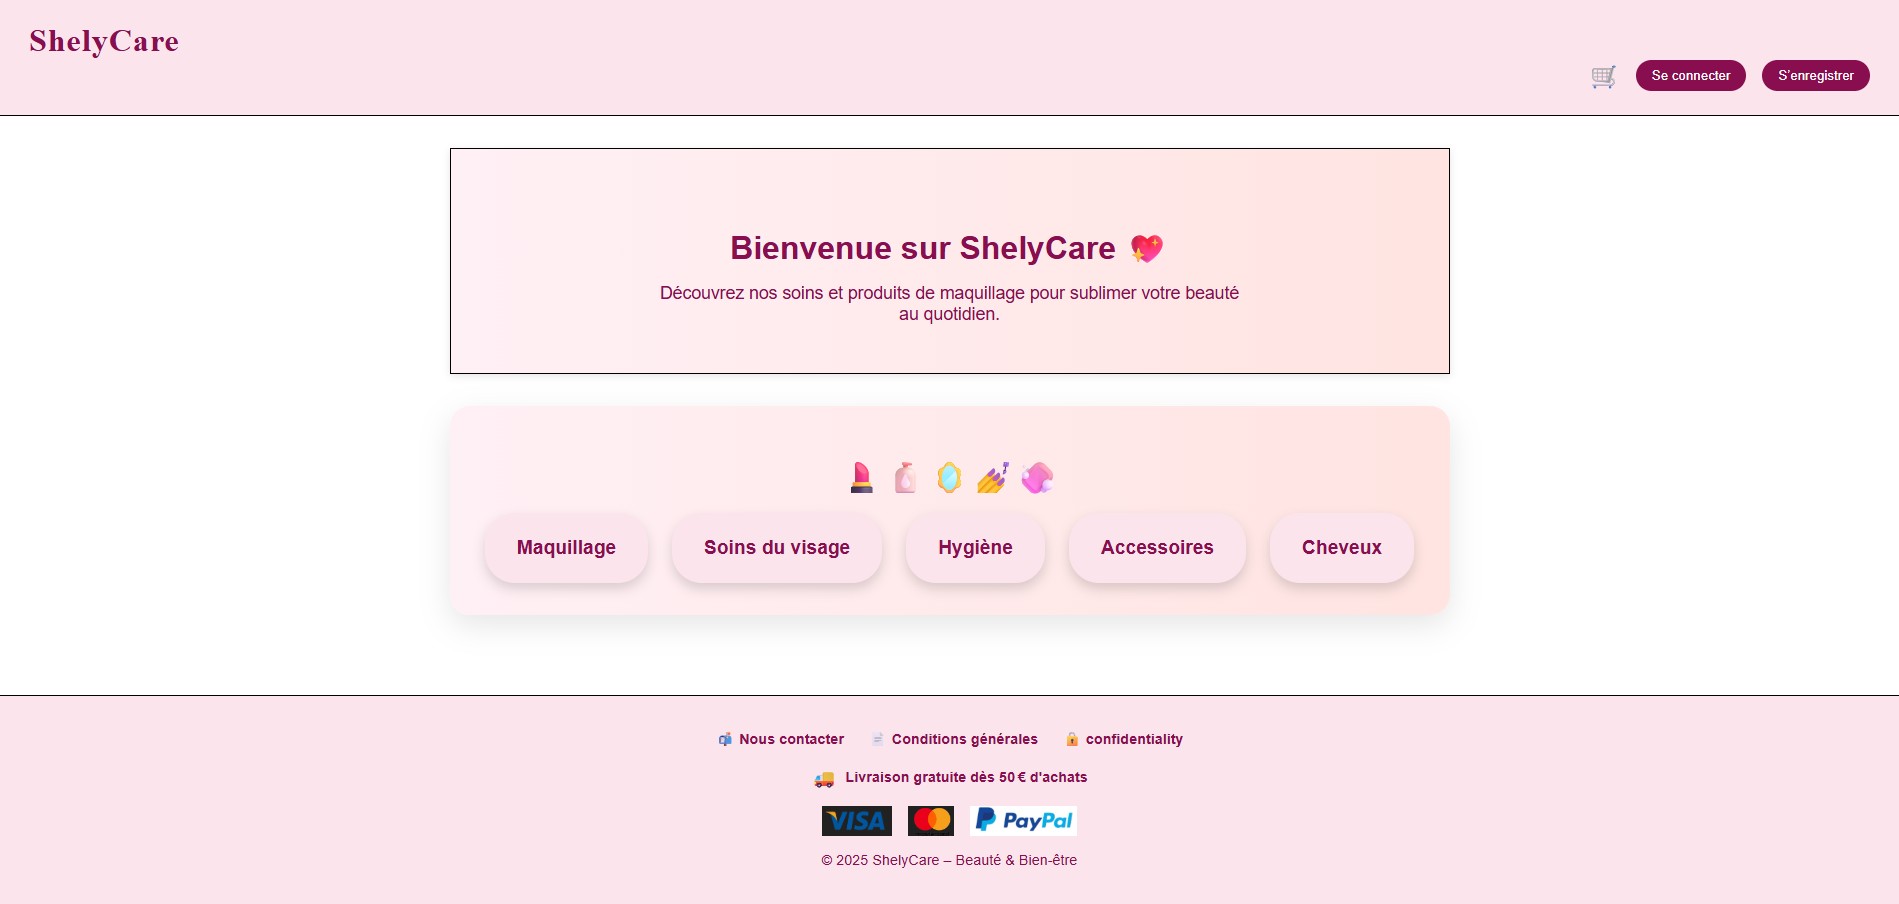 ShelyCare
Se connecter
S'enregistrer
Bienvenue sur ShelyCare
Découvrez nos soins et produits de maquillage pour sublimer votre beauté
au quotidien.
Maquillage
Soins du visage
Hygiène
Accessoires
Cheveux
Nous contacter
Conditions générales
confidentiality
Livraison gratuite dès 50 € d'achats
VISA
PayPal
© 2025 ShelyCare – Beauté & Bien-être